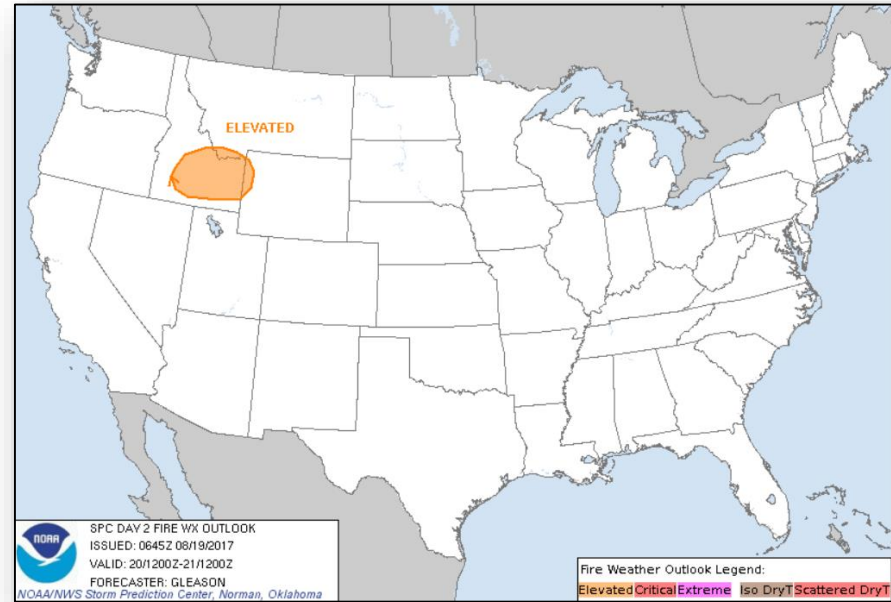 ELEVATED
SPC DAY 2 FIRE WX OUTLOOK
ISSUED: 0645Z 08/19/2017
VALID: 20/1200Z-21/1200Z
FORECASTER: GLEASON
NOAA/NWS Storm Prediction Center, Norman, Oklahoma
NOAA
Fire Weather Outlook Legend:
Elevated Critical Extreme Iso DryT Scattered DryT